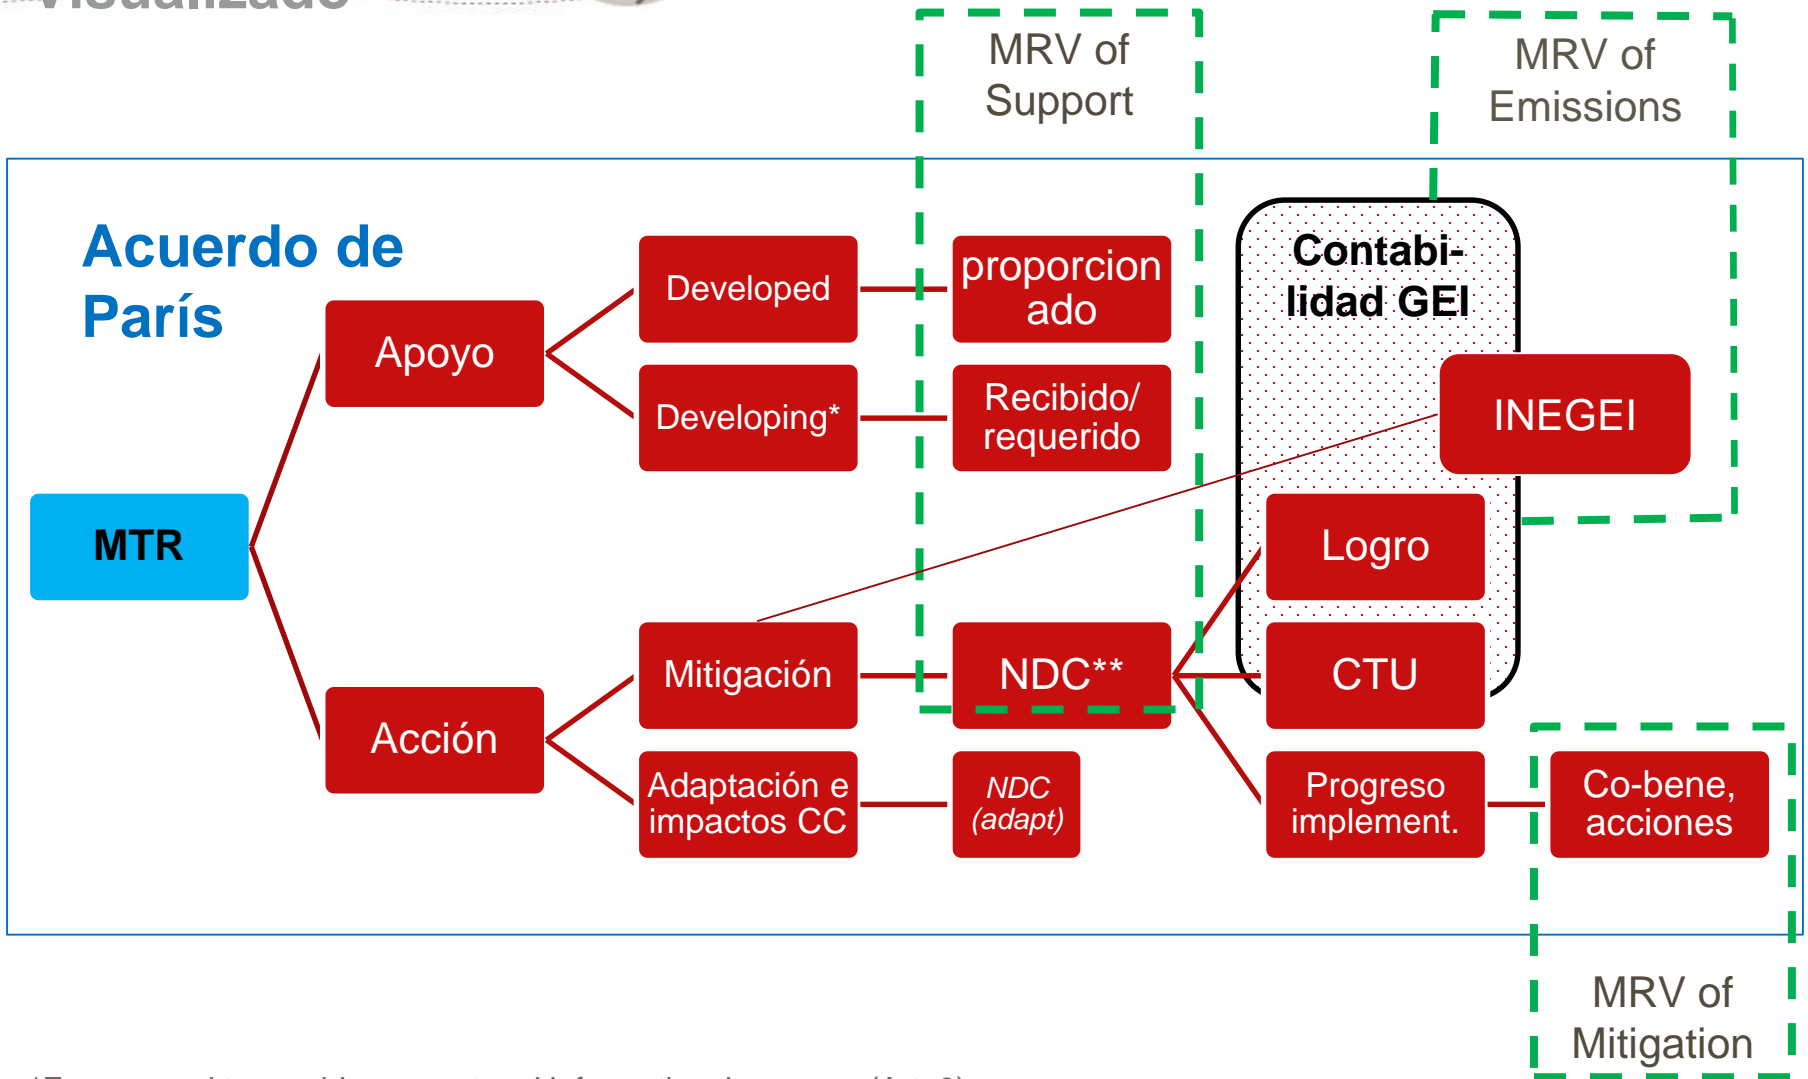 Visualizado
MRV of
Support
MRV of
Emissions
Acuerdo de
París
Contabi-
lidad GEI
Developed
proporcion
ado
Apoyo
Developing*
Recibido/
requerido
INEGEI
MTR
Logro
Mitigación
NDC**
CTU
Acción
Adaptación e
impactos CC
NDC
(adapt)
Progreso
implement.
Co-bene,
acciones
MRV of
Mitigation